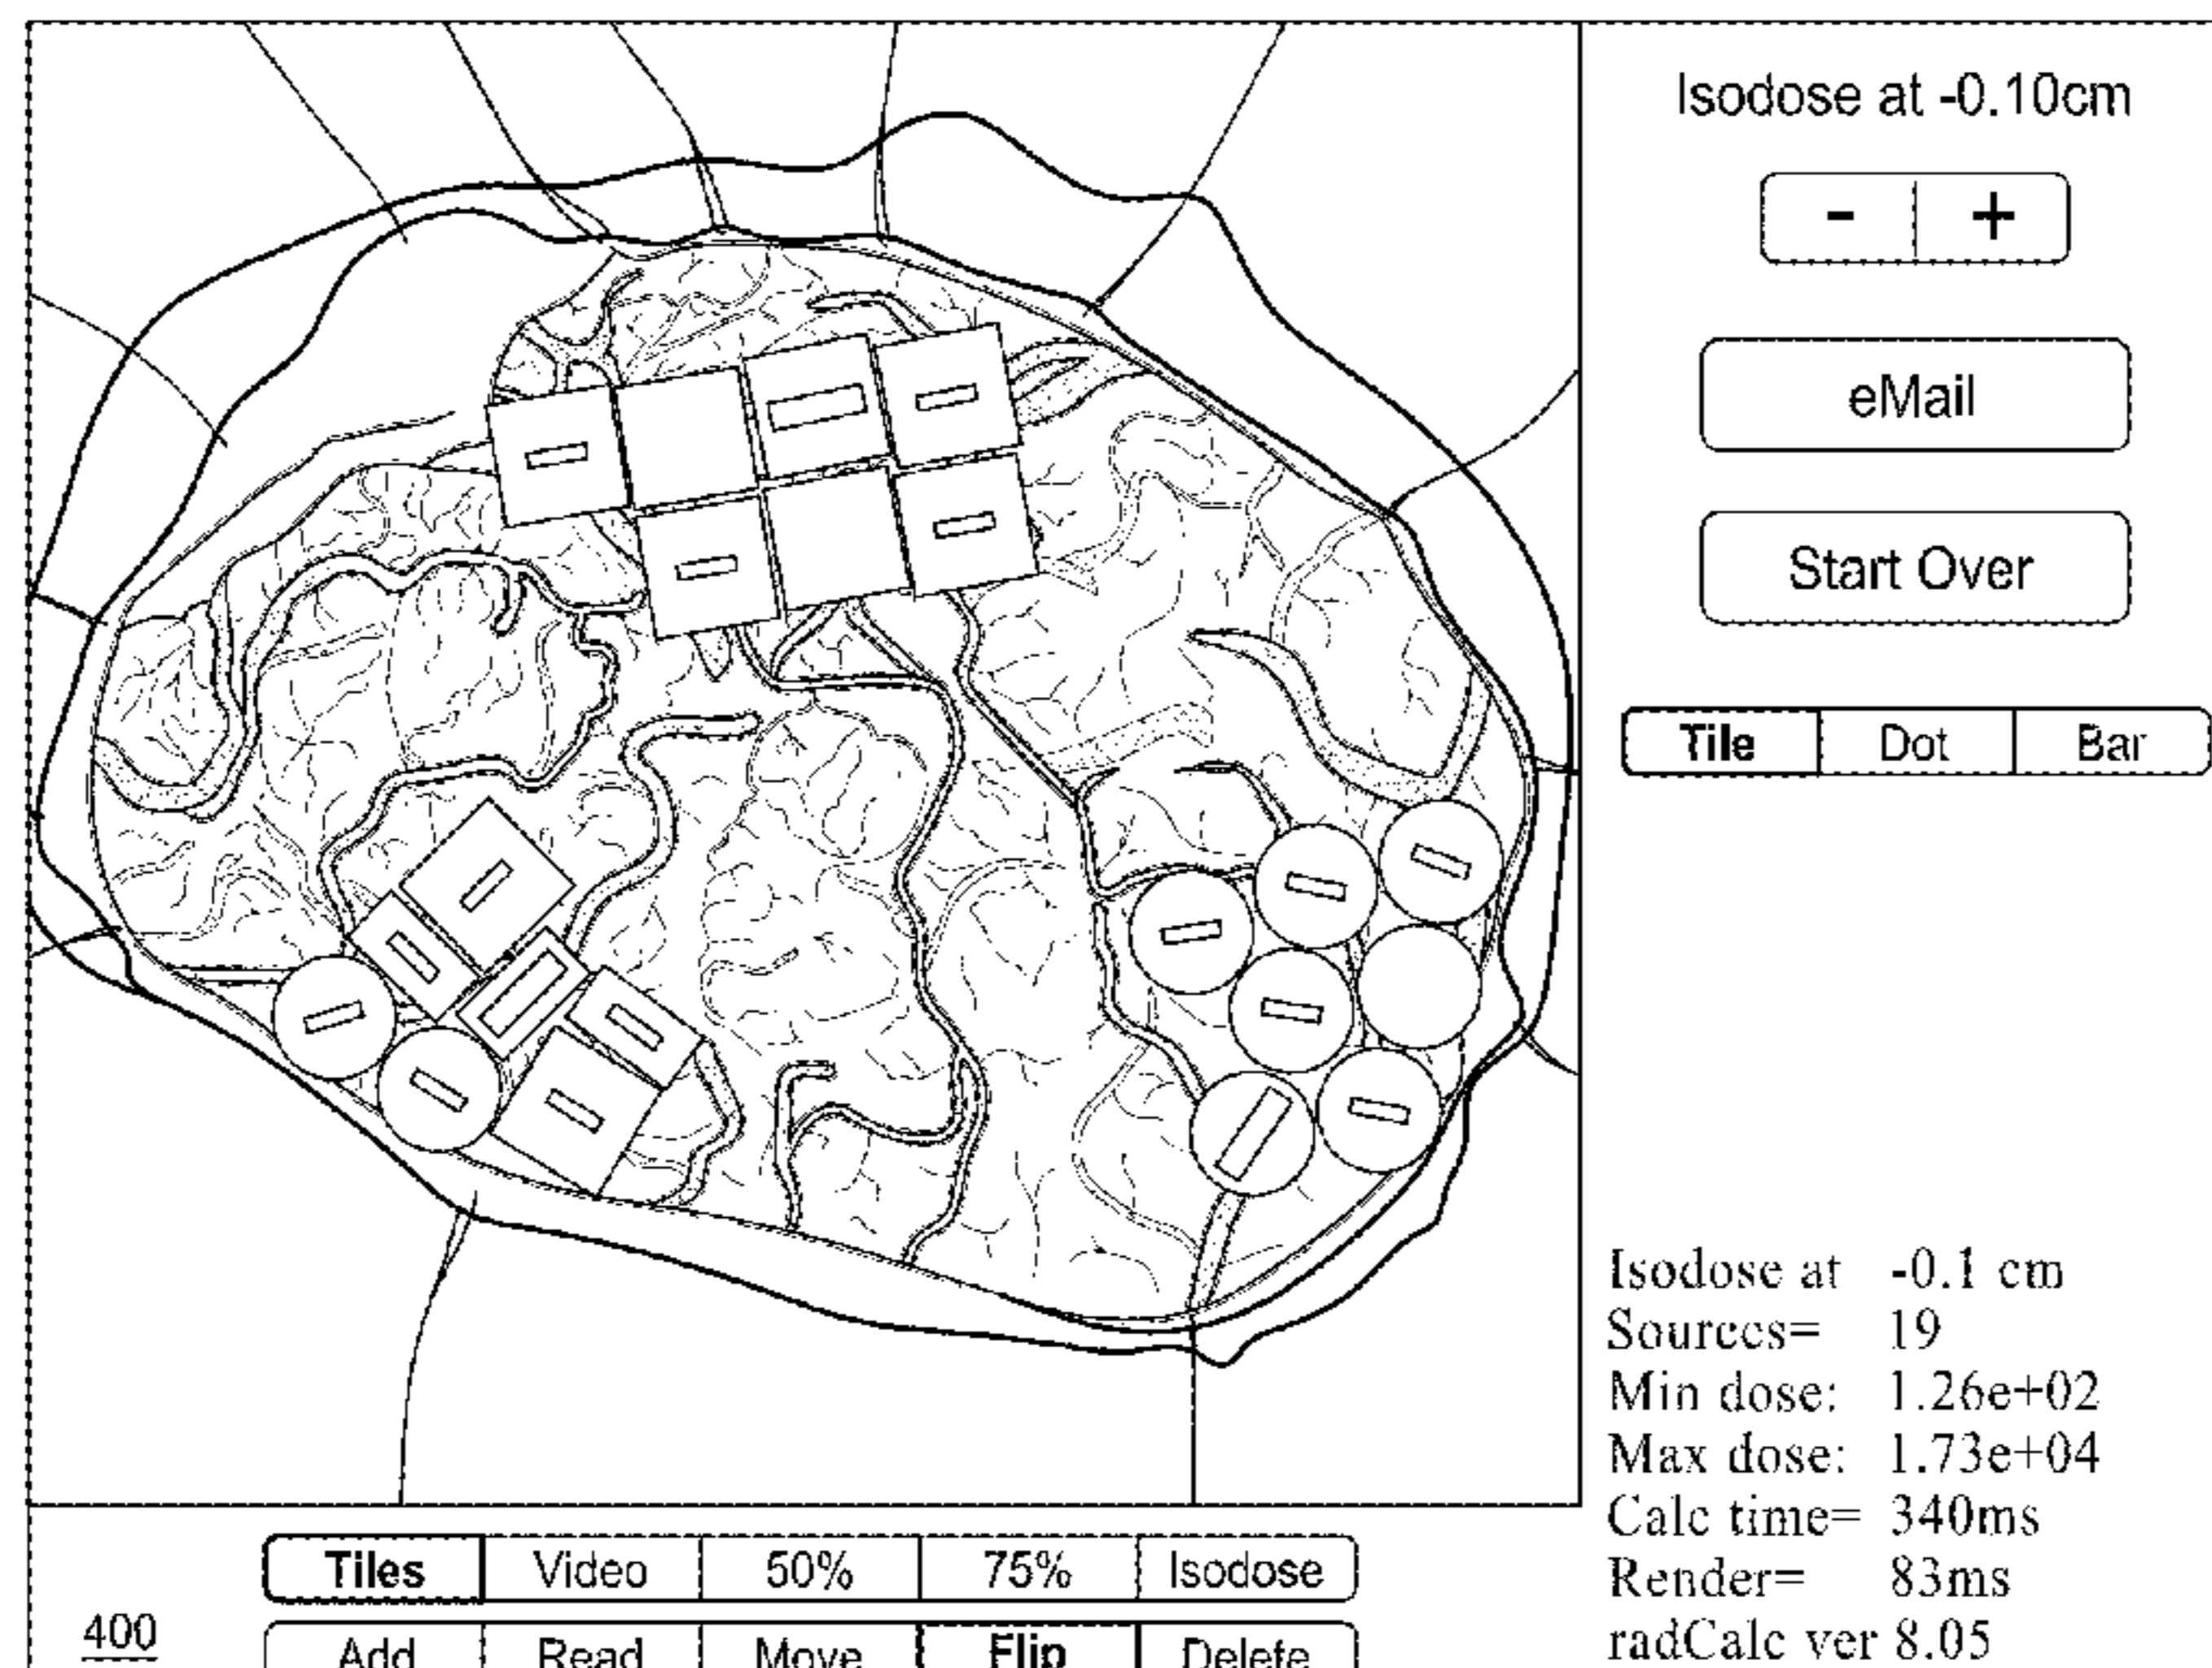 Isodose at -0.10cm
- +
eMail
Start Over
Tile Dot Bar
Isodose at -0.1 cm
Sources= 19
Min dose: 1.26e+02
Max dose: 1.73e+04
Calc time= 340ms
Render= 83ms
radCalc ver 8.05
Tiles Video 50% 75% Isodose
400
Add Read Move Flip Delete